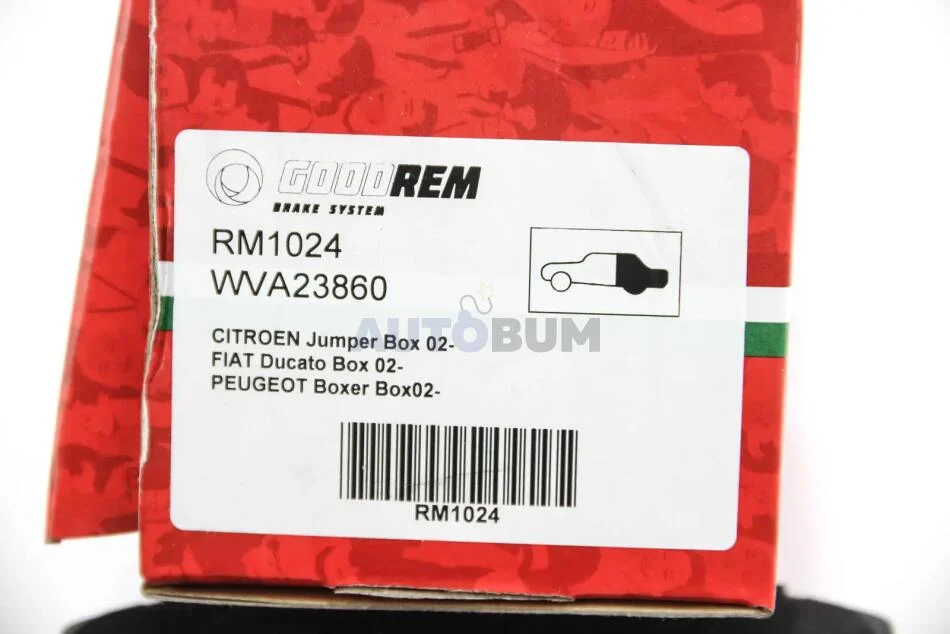 GOODREM
BRAKE SYSTEM
RM1024
WVA23860
AUTOBUM
CITROEN Jumper Box 02-
FIAT Ducato Box 02-
PEUGEOT Boxer Box02-
RM1024